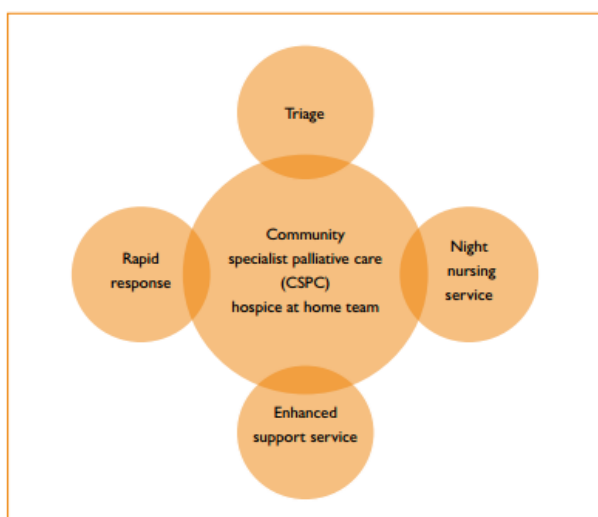 Triage
Community
specialist palliative care
(CSPC)
hospice at home team
Rapid
response
Night
nursing
service
Enhanced
support service